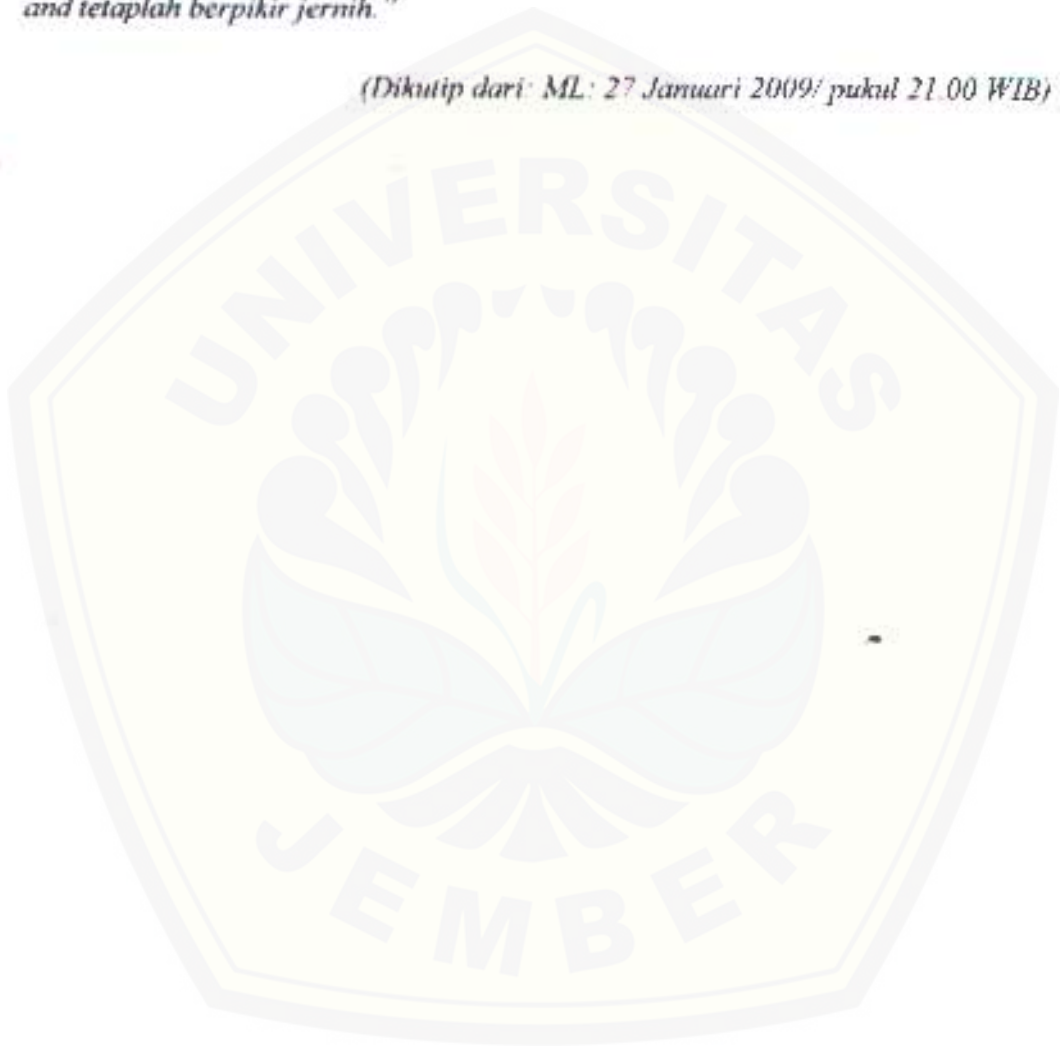 and tetaplah berpikir jernih."
(Dikutip dari: ML: 27 Januari 2009/ pukul 21.00 WIB)
UNIVERSITAS
JEMBER